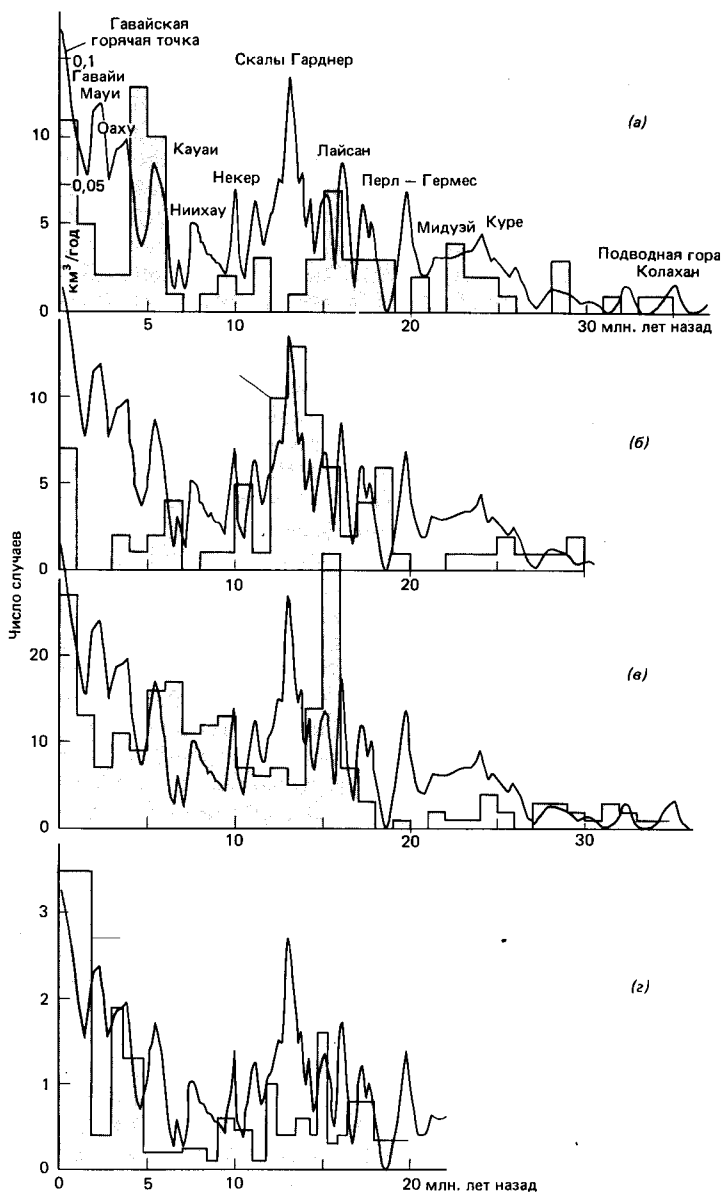 Гавайская
горячая точка
0,1
Гавайи
Мауи
Оаху
10
0,05
5
км³/год
0
Кауаи
Ниихау
Некер
Скалы Гарднер
Лайсан
Перл – Гермес
Мидуэй Куре
Подводная гора
Колахан
(а)
5 10 20 30 млн. лет назад
10
5
0
(б)
10 20 30
Число случаев
20
10
0
(в)
10 20 30
3
2
1
0
(г)
0 5 10 20 млн. лет назад